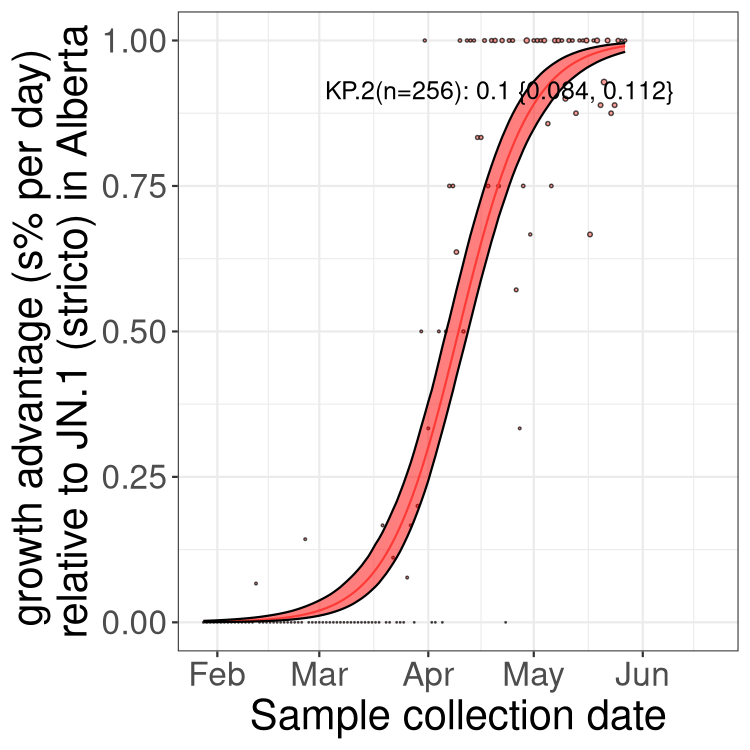 growth advantage (s% per day)
relative to JN.1 (stricto) in Alberta
1.00
0.75
0.50
0.25
0.00
KP.2(n=256): 0.1 {0.084, 0.112}
Feb Mar Apr May Jun
Sample collection date